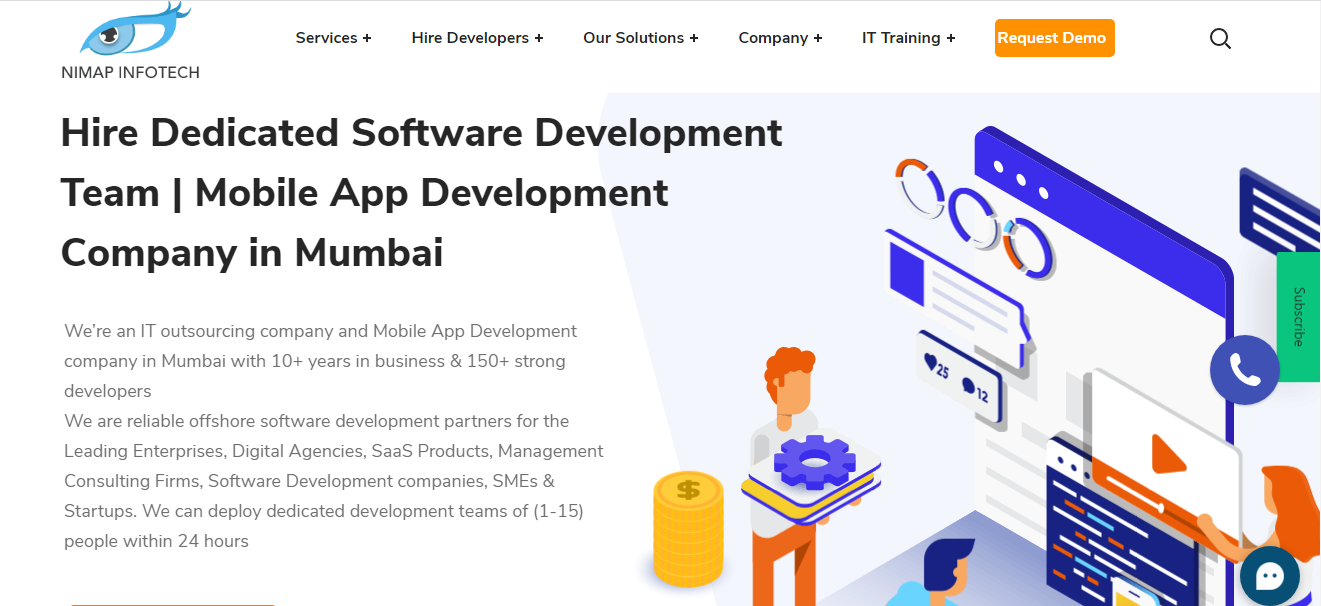 NIMAP INFOTECH
Services +
Hire Developers +
Our Solutions +
Company +
IT Training +
Request Demo
Hire Dedicated Software Development
Team | Mobile App Development
Company in Mumbai
We're an IT outsourcing company and Mobile App Development
company in Mumbai with 10+ years in business & 150+ strong
developers
We are reliable offshore software development partners for the
Leading Enterprises, Digital Agencies, SaaS Products, Management
Consulting Firms, Software Development companies, SMEs &
Startups. We can deploy dedicated development teams of (1-15)
people within 24 hours
25
12
$
Subscribe